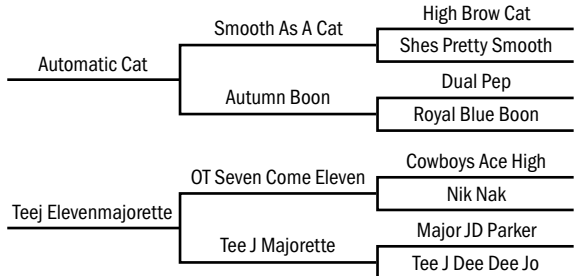 High Brow Cat
Smooth As A Cat
Shes Pretty Smooth
Automatic Cat
Dual Pep
Autumn Boon
Royal Blue Boon
Cowboys Ace High
OT Seven Come Eleven
Nik Nak
Teej Elevenmajorette
Major JD Parker
Tee J Majorette
Tee J Dee Dee Jo